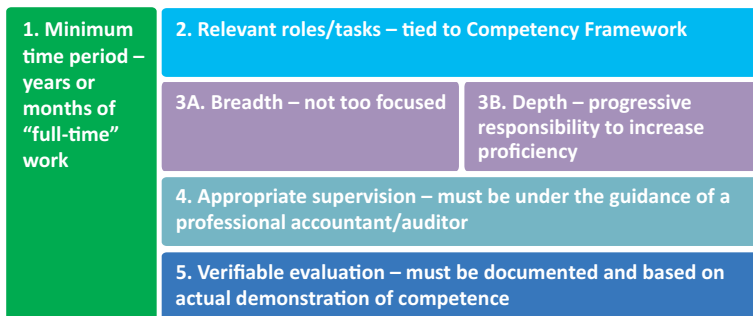 1. Minimum
time period –
years or
months of
“full-time”
work
2. Relevant roles/tasks – tied to Competency Framework
3A. Breadth – not too focused
3B. Depth – progressive
responsibility to increase
proficiency
4. Appropriate supervision – must be under the guidance of a
professional accountant/auditor
5. Verifiable evaluation – must be documented and based on
actual demonstration of competence